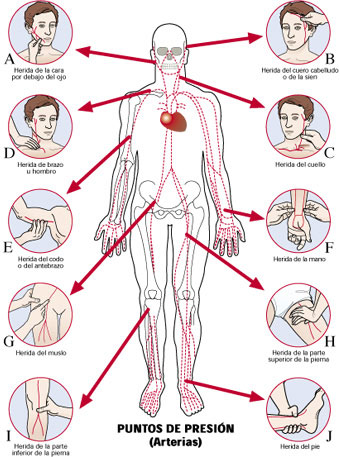 A
Herida de la cara
por debajo del ojo
B
Herida del cuero cabelludo
o de la sien
D
Herida de brazo
u hombro
C
Herida del cuello
E
Herida del codo
o del antebrazo
F
Herida de la mano
G
Herida del muslo
H
Herida de la parte
superior de la pierna
I
Herida de la parte
inferior de la pierna
J
Herida del pie
PUNTOS DE PRESIÓN
(Arterias)